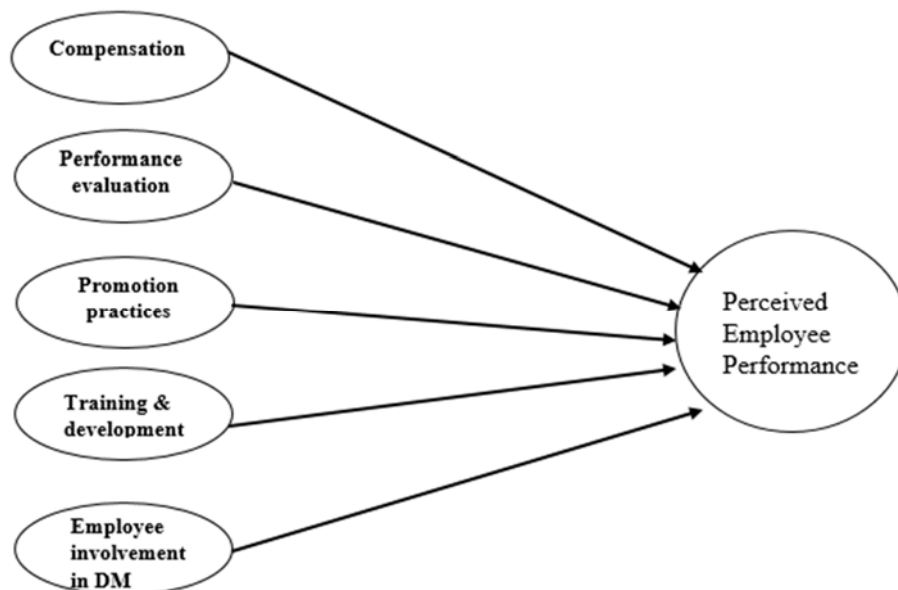 Compensation
Performance
evaluation
Promotion
practices
Training &
development
Employee
involvement
in DM
Perceived
Employee
Performance